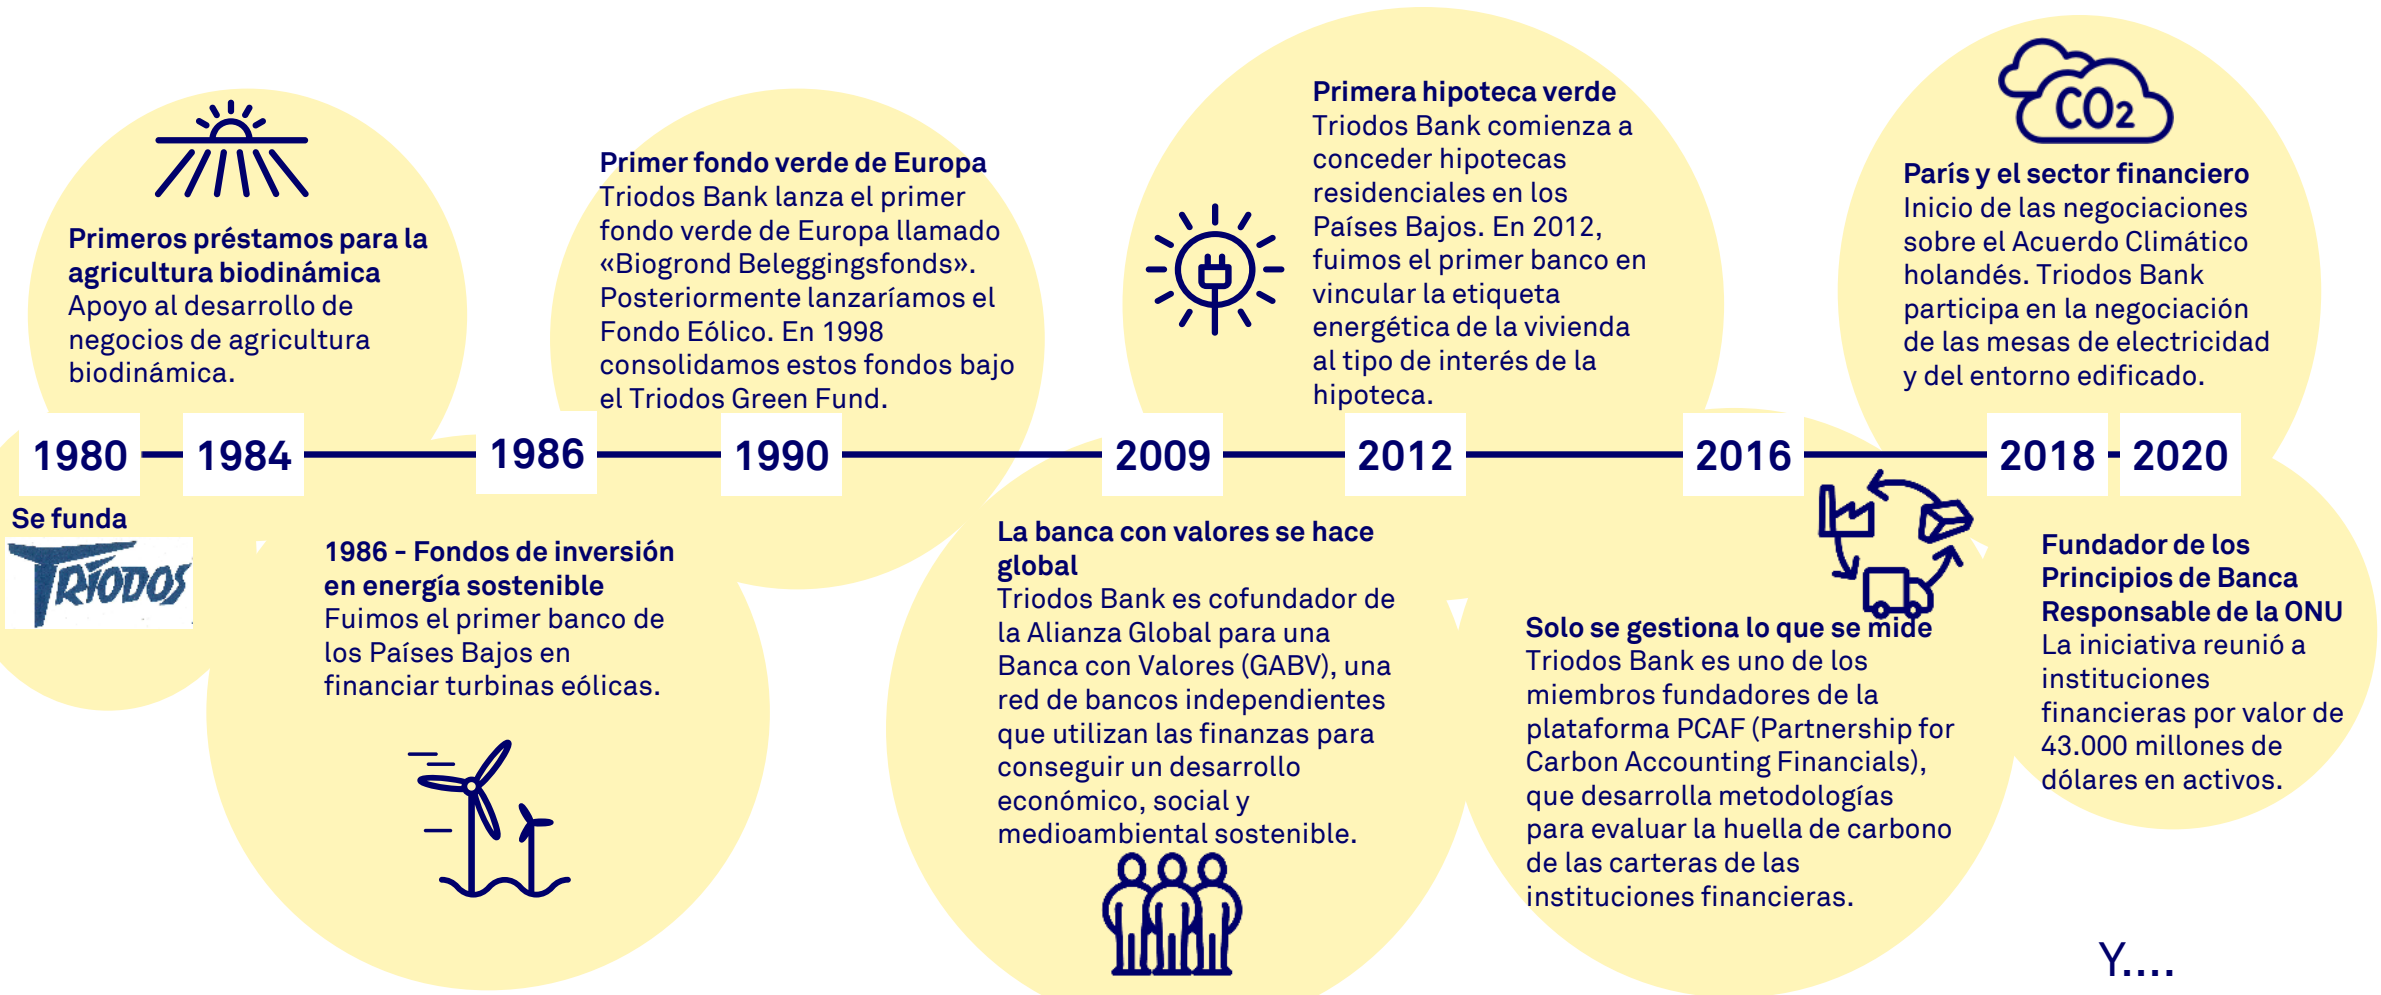 Primeros préstamos para la
agricultura biodinámica
Apoyo al desarrollo de
negocios de agricultura
biodinámica.
Primer fondo verde de Europa
Triodos Bank lanza el primer
fondo verde de Europa llamado
«Biogrond Beleggingsfonds».
Posteriormente lanzaríamos el
Fondo Eólico. En 1998
consolidamos estos fondos bajo
el Triodos Green Fund.
Primera hipoteca verde
Triodos Bank comienza a
conceder hipotecas
residenciales en los
Países Bajos. En 2012,
fuimos el primer banco en
vincular la etiqueta
energética de la vivienda
al tipo de interés de la
hipoteca.
CO2
París y el sector financiero
Inicio de las negociaciones
sobre el Acuerdo Climático
holandés. Triodos Bank
participa en la negociación
de las mesas de electricidad
y del entorno edificado.
1980 1984 1986 1990 2009 2012 2016 2018 2020
Se funda
TRIODOS
1986 - Fondos de inversión
en energía sostenible
Fuimos el primer banco de
los Países Bajos en
financiar turbinas eólicas.
La banca con valores se hace
global
Triodos Bank es cofundador de
la Alianza Global para una
Banca con Valores (GABV), una
red de bancos independientes
que utilizan las finanzas para
conseguir un desarrollo
económico, social y
medioambiental sostenible.
Solo se gestiona lo que se mide
Triodos Bank es uno de los
miembros fundadores de la
plataforma PCAF (Partnership for
Carbon Accounting Financials),
que desarrolla metodologías
para evaluar la huella de carbono
de las carteras de las
instituciones financieras.
Fundador de los
Principios de Banca
Responsable de la ONU
La iniciativa reunió a
instituciones
financieras por valor de
43.000 millones de
dólares en activos.
Y....